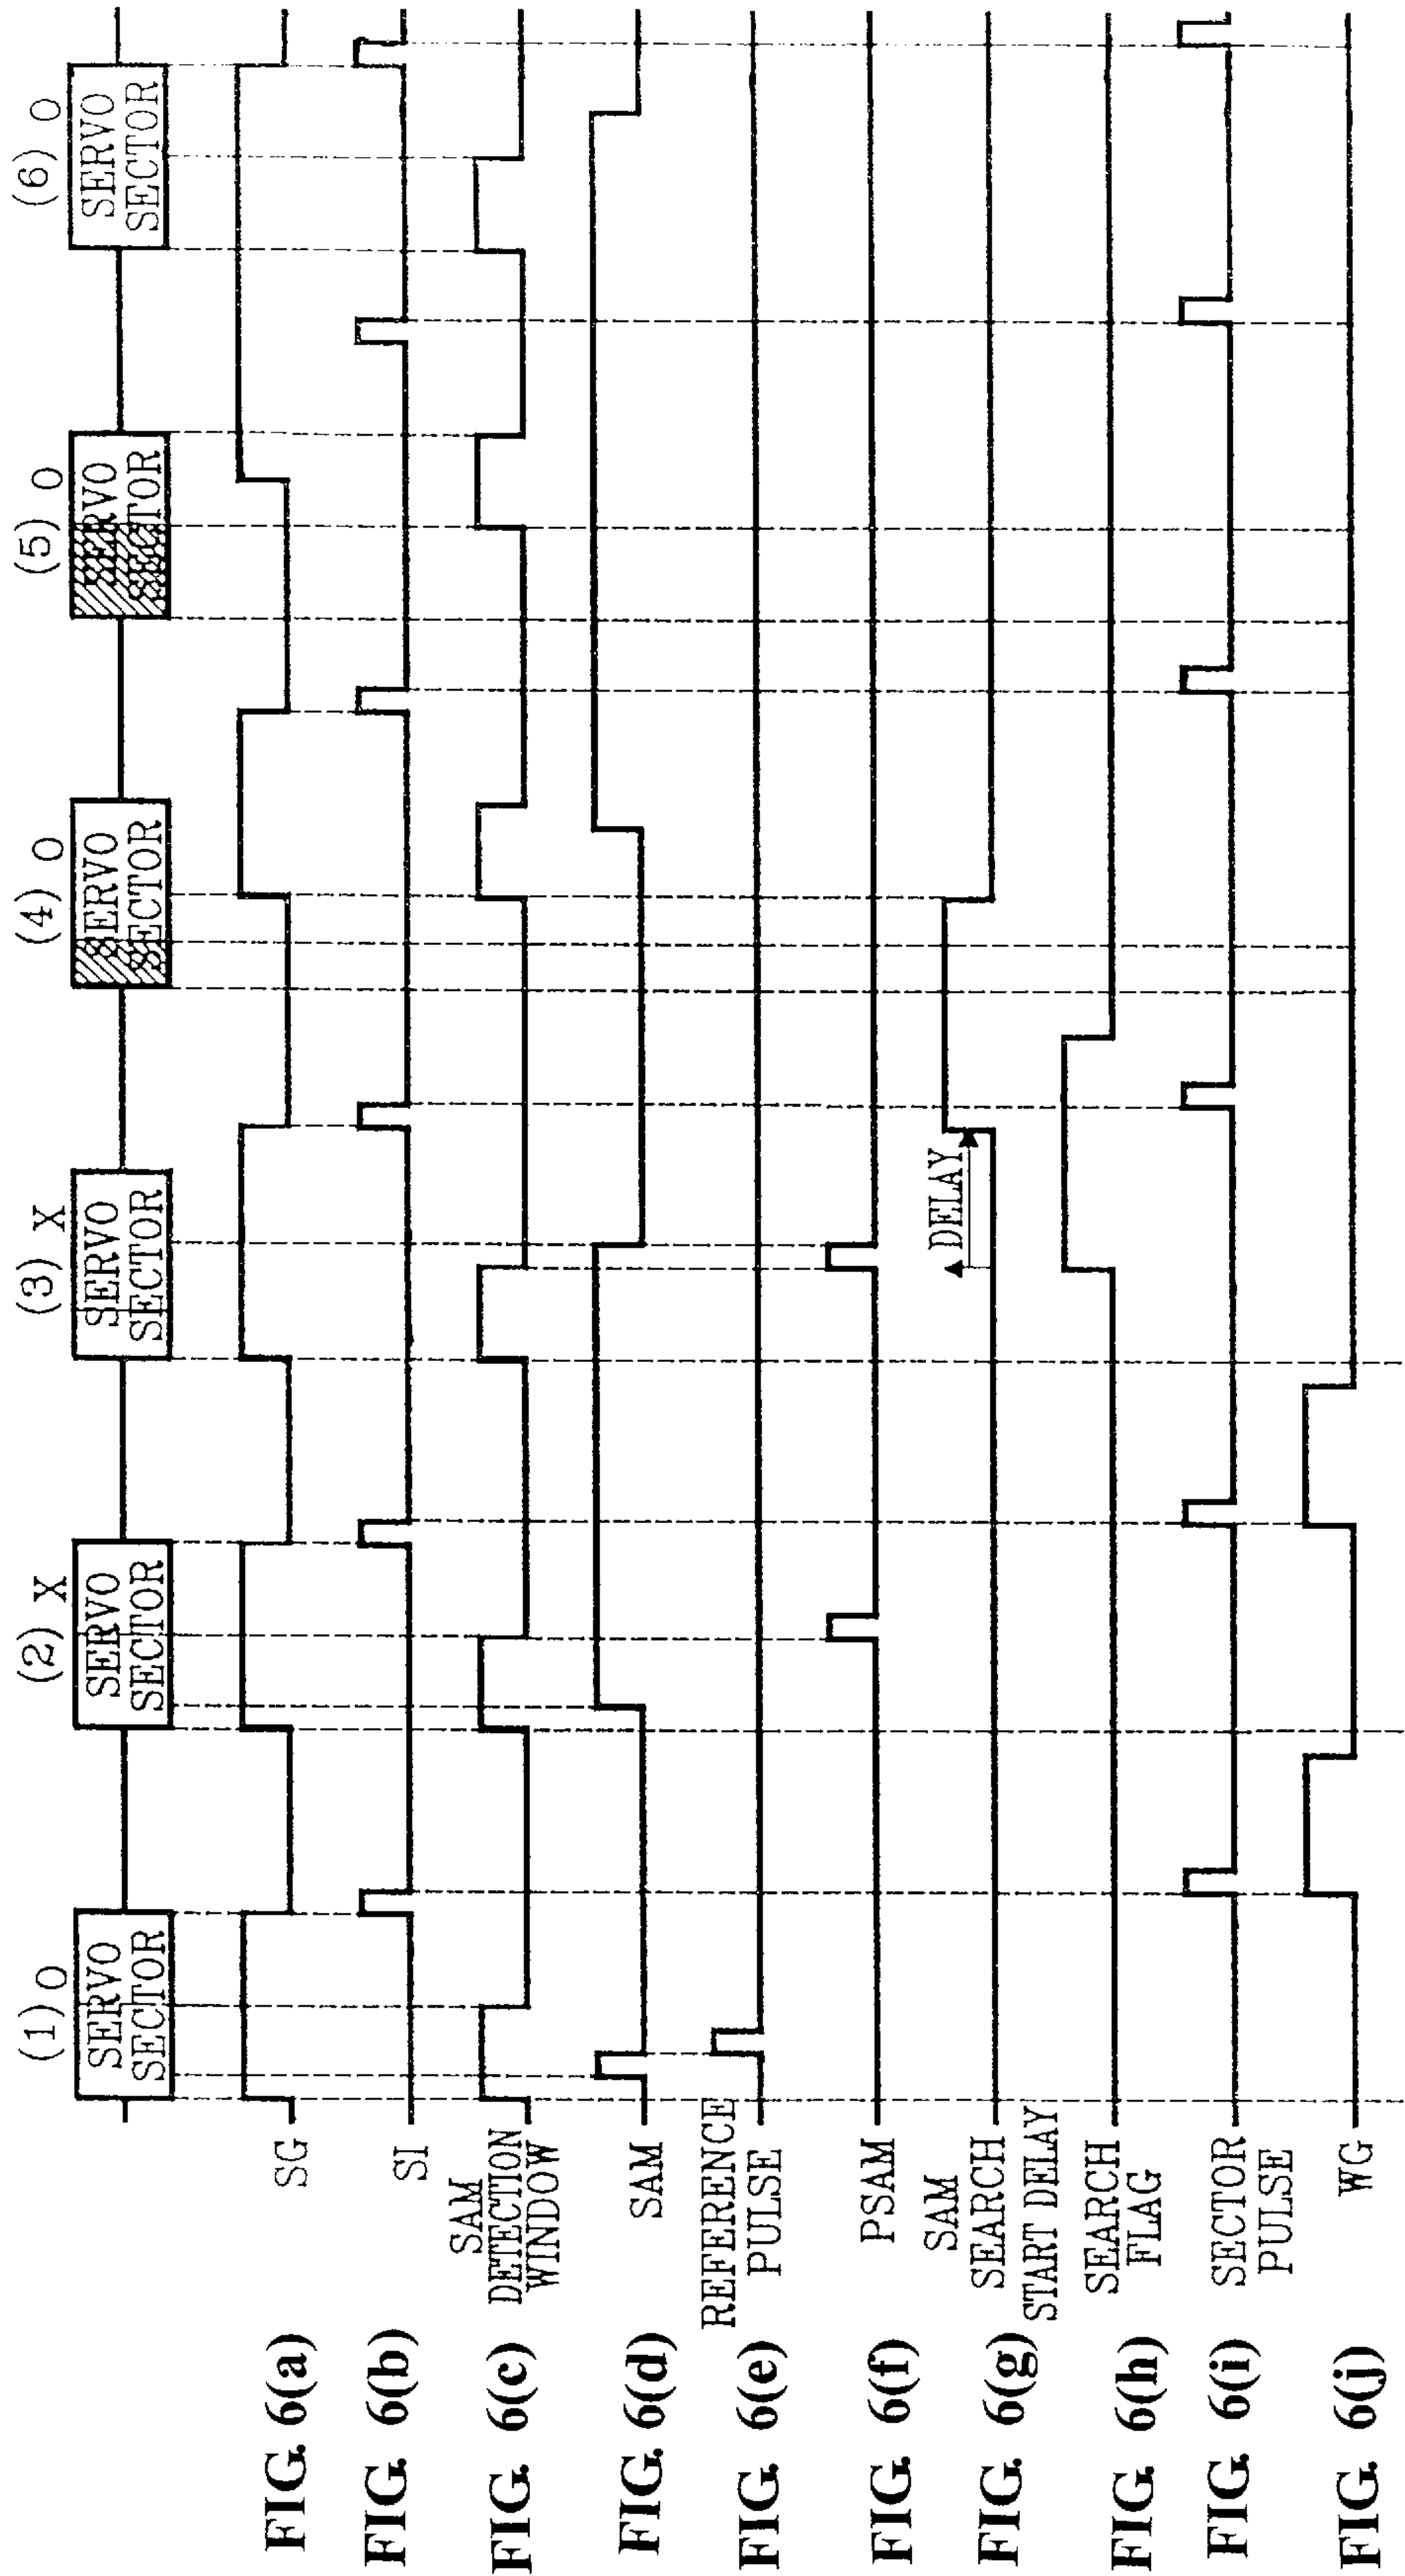 (1) O
SERVO
SECTOR
(2) X
SERVO
SECTOR
(3) X
SERVO
SECTOR
(4) O
SERVO
SECTOR
(5) O
SERVO
SECTOR
(6) O
SERVO
SECTOR
FIG. 6(a)
SG
FIG. 6(b)
SI
FIG. 6(c)
SAM
DETECTION
WINDOW
FIG. 6(d)
SAM
FIG. 6(e)
REFERENCE
PULSE
FIG. 6(f)
PSAM
FIG. 6(g)
SAM
SEARCH
START DELAY
DELAY
FIG. 6(h)
SEARCH
FLAG
FIG. 6(i)
SECTOR
PULSE
FIG. 6(j)
WG